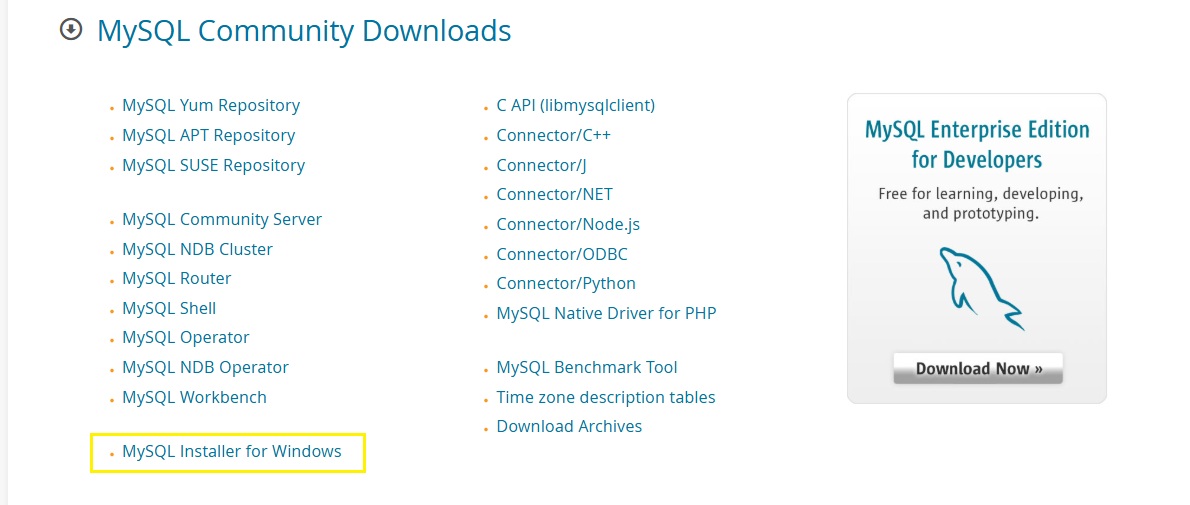 MySQL Community Downloads
MySQL Yum Repository
MySQL APT Repository
MySQL SUSE Repository
MySQL Community Server
MySQL NDB Cluster
MySQL Router
MySQL Shell
MySQL Operator
MySQL NDB Operator
MySQL Workbench
MySQL Installer for Windows
C API (libmysqlclient)
Connector/C++
Connector/J
Connector/NET
Connector/Node.js
Connector/ODBC
Connector/Python
MySQL Native Driver for PHP
MySQL Benchmark Tool
Time zone description tables
Download Archives
MySQL Enterprise Edition
for Developers
Free for learning, developing,
and prototyping.
Download Now »